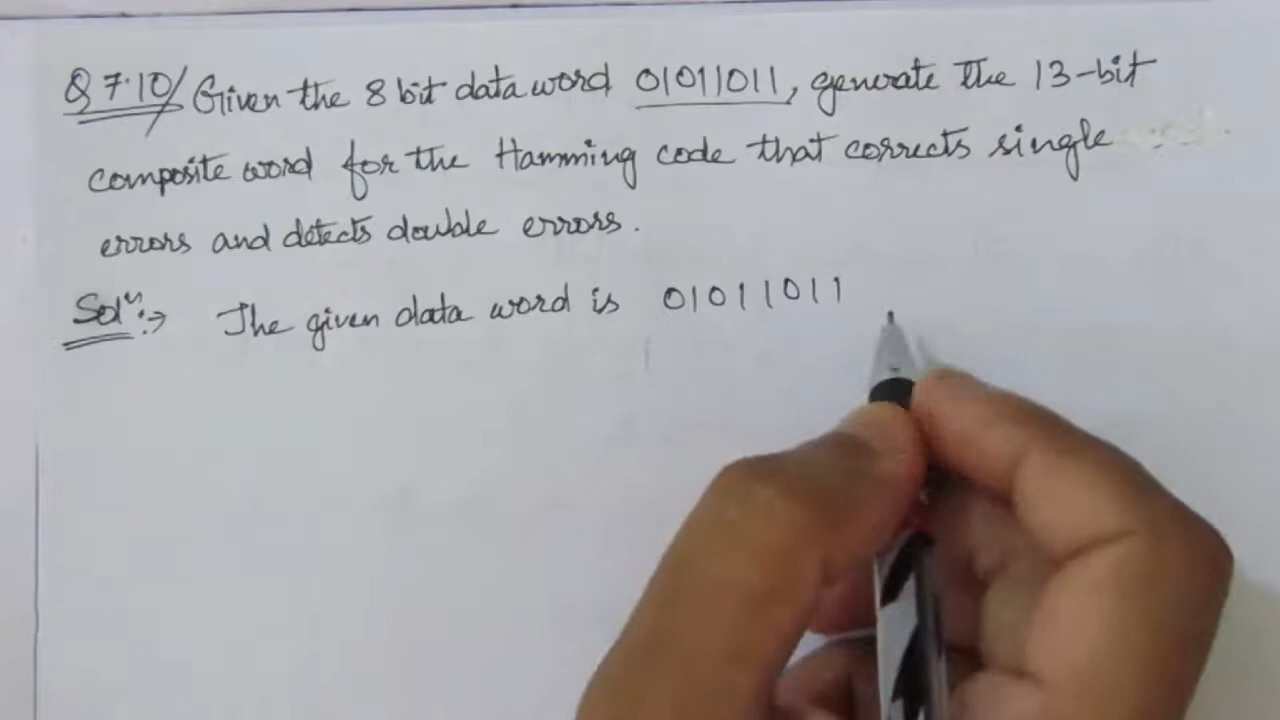 Q 7.10/ Given the 8 bit data word 01011011, generate the 13-bit
composite word for the Hamming code that corrects single
errors and detects double errors.
Solⁿ:→ The given data word is 01011011